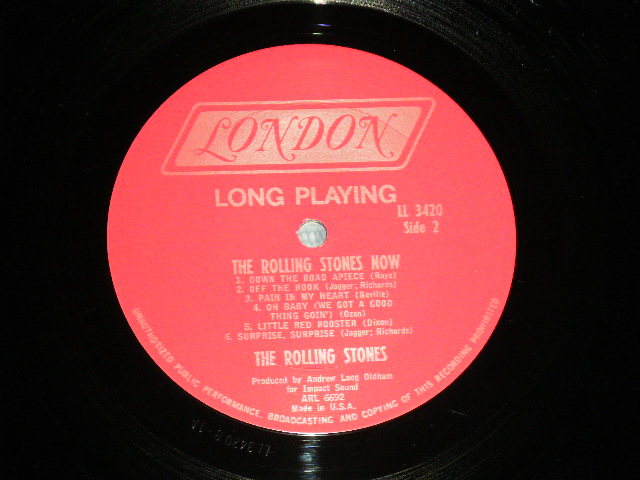 LONDON
LONG PLAYING
LL 3420
Side 2
THE ROLLING STONES NOW
1. DOWN THE ROAD APIECE (Raye)
2. OFF THE HOOK (Jagger; Richards)
3. PAIN IN MY HEART (Neville)
4. OH BABY (WE GOT A GOOD
THING GOIN') (Ozen)
5. LITTLE RED ROOSTER (Dixon)
6. SURPRISE, SURPRISE (Jagger; Richards)
THE ROLLING STONES
Produced by Andrew Loog Oldham
for Impact Sound
ARL 6692
Made in U.S.A.
UNAUTHORIZED PUBLIC PERFORMANCE, BROADCASTING AND COPYING OF THIS RECORDING PROHIBITED